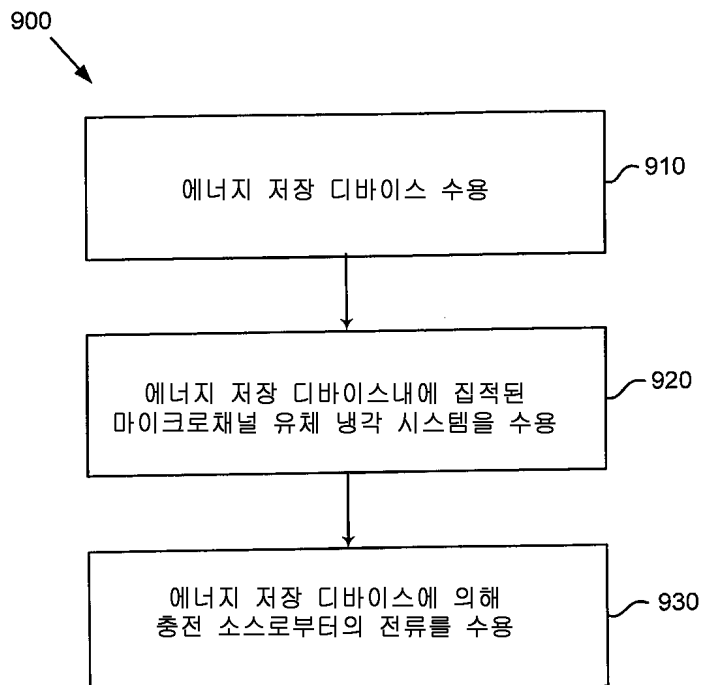 900
에너지 저장 디바이스 수용
910
에너지 저장 디바이스내에 집적된
마이크로채널 유체 냉각 시스템을 수용
920
에너지 저장 디바이스에 의해
충전 소스로부터의 전류를 수용
930